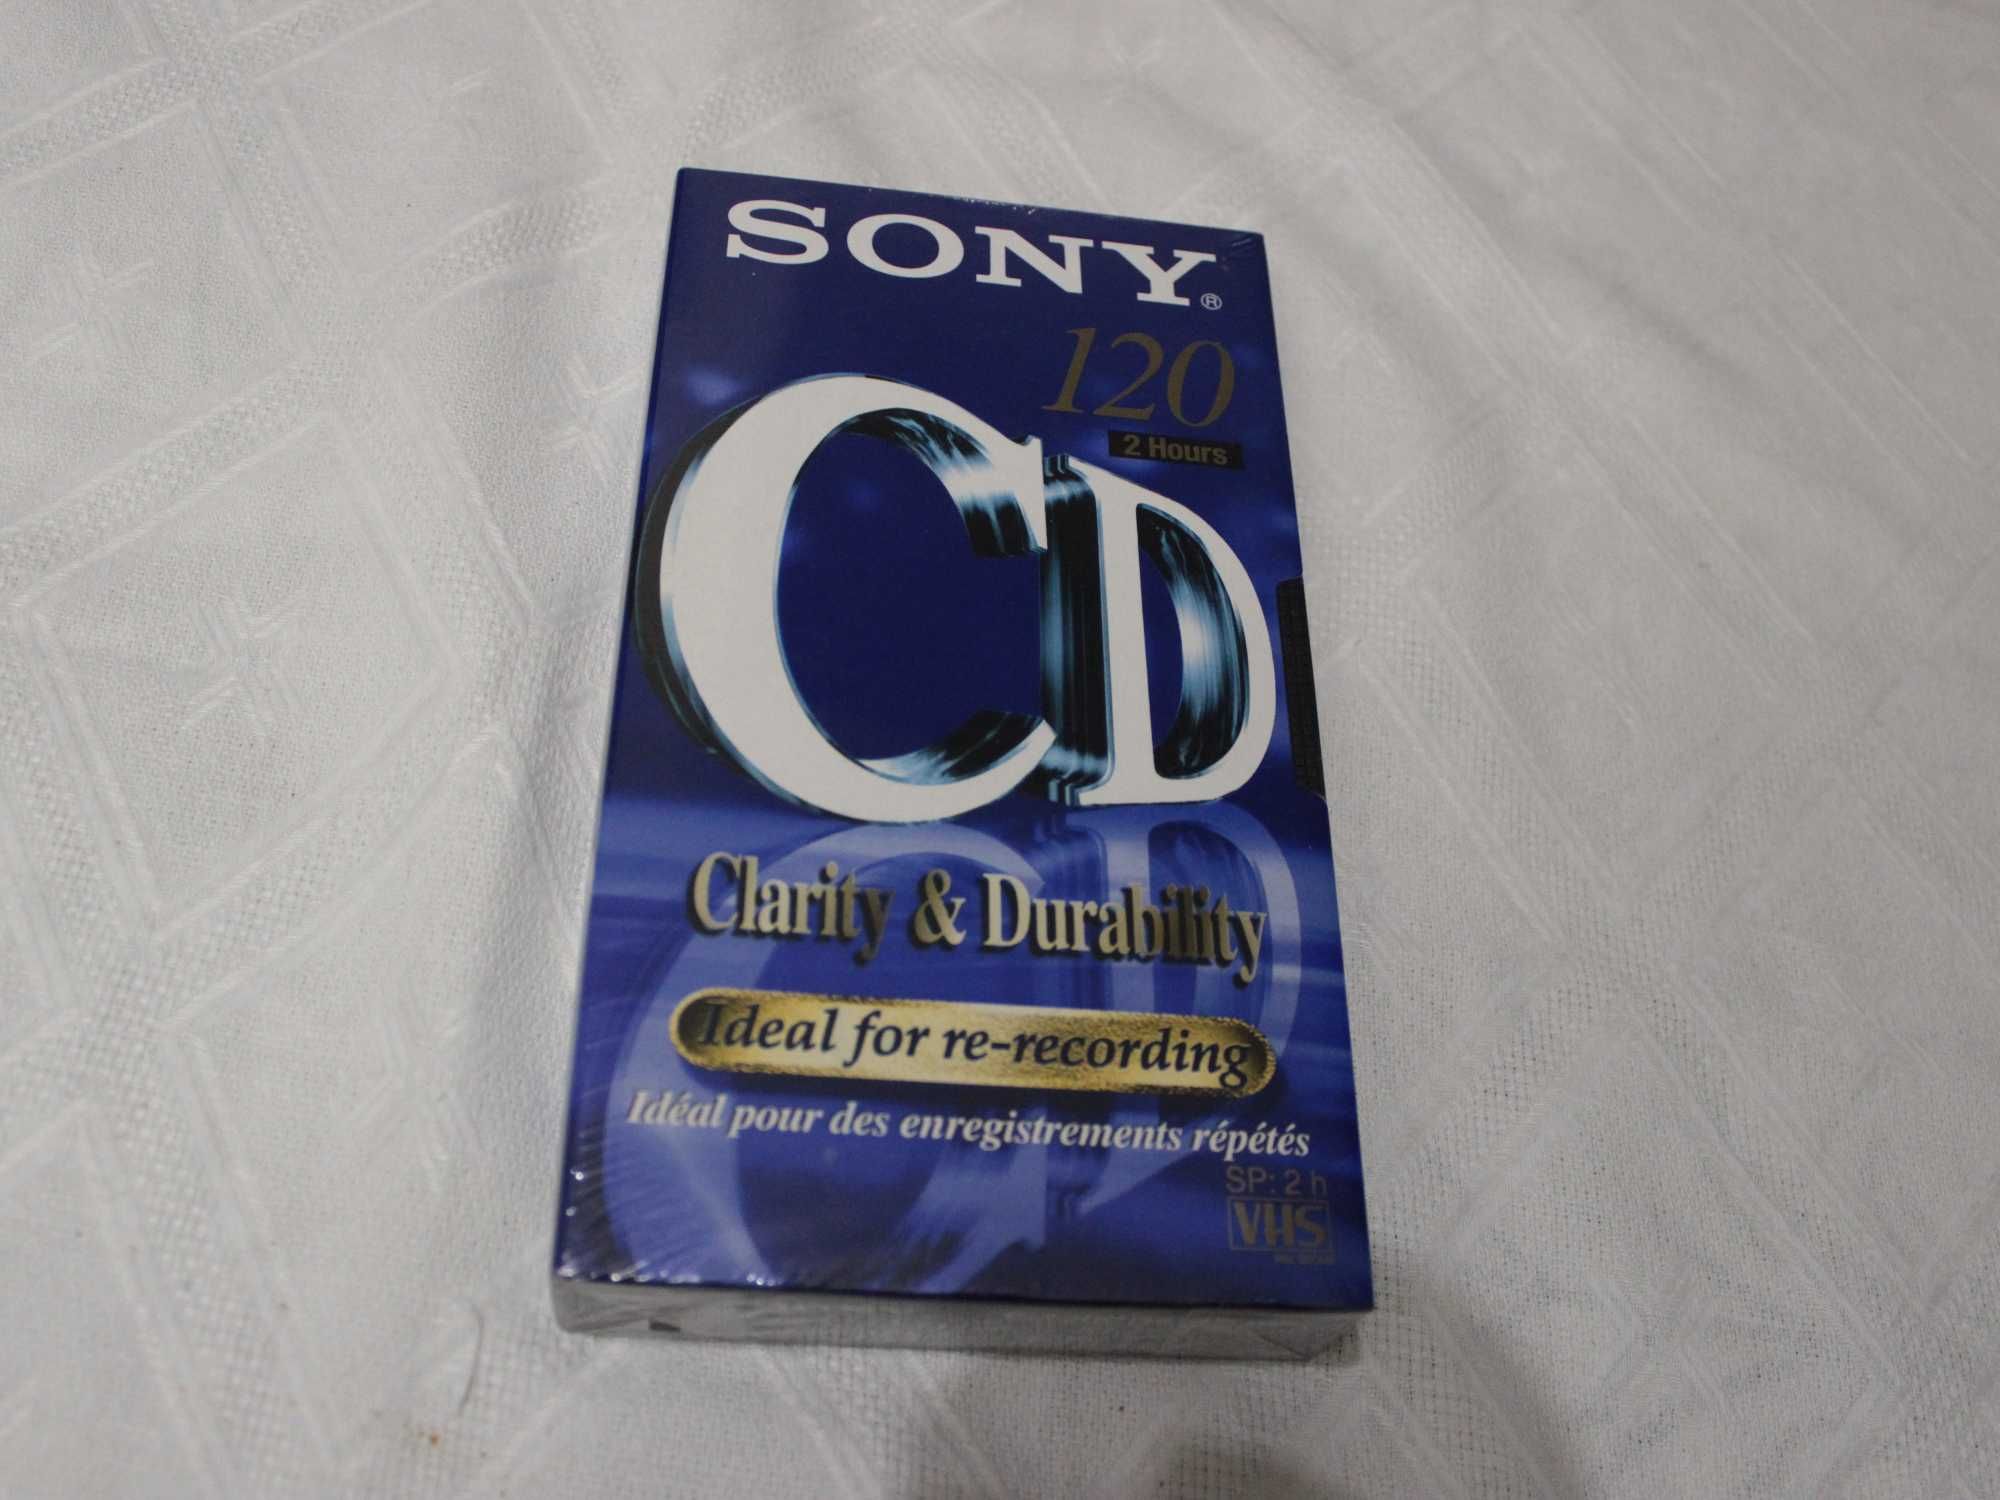 SONY®
120
2 Hours
CD
Clarity & Durability
Ideal for re-recording
Idéal pour des enregistrements répétés
SP: 2 h
VHS